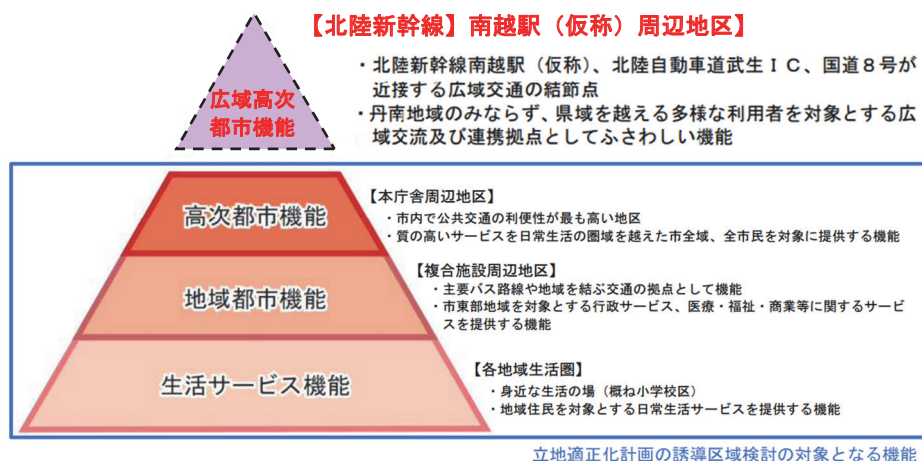 【北陸新幹線】南越駅（仮称）周辺地区】
広域高次
都市機能
・北陸新幹線南越駅（仮称）、北陸自動車道武生ＩＣ、国道８号が
近接する広域交通の結節点
・丹南地域のみならず、県域を越える多様な利用者を対象とする広
域交流及び連携拠点としてふさわしい機能
高次都市機能
【本庁舎周辺地区】
・市内で公共交通の利便性が最も高い地区
・質の高いサービスを日常生活の圏域を越えた市全域、全市民を対象に提供する機能
地域都市機能
【複合施設周辺地区】
・主要バス路線や地域を結ぶ交通の拠点として機能
・市東部地域を対象とする行政サービス、医療・福祉・商業等に関するサービ
スを提供する機能
生活サービス機能
【各地域生活圏】
・身近な生活の場（概ね小学校区）
・地域住民を対象とする日常生活サービスを提供する機能
立地適正化計画の誘導区域検討の対象となる機能